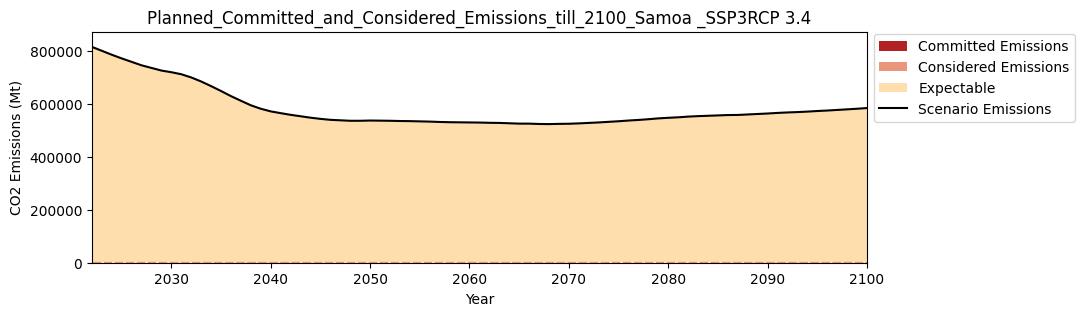 Planned_Committed_and_Considered_Emissions_till_2100_Samoa _SSP3RCP 3.4
CO2 Emissions (Mt)
800000
600000
400000
200000
0
2030 2040 2050 2060 2070 2080 2090 2100
Year
Committed Emissions
Considered Emissions
Expectable
Scenario Emissions